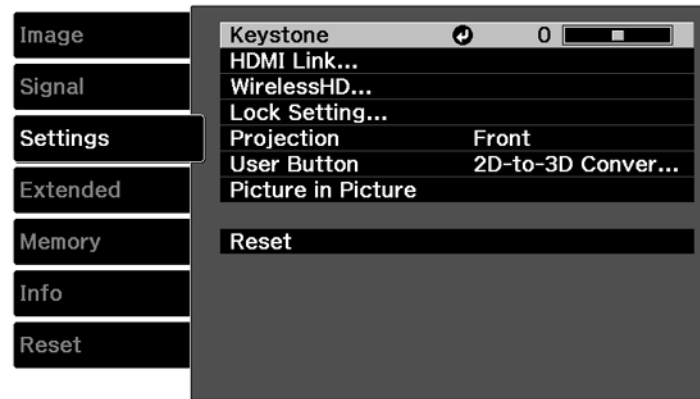 Image
Signal
Settings
Extended
Memory
Info
Reset
Keystone 0
HDMI Link...
WirelessHD...
Lock Setting...
Projection Front
User Button 2D-to-3D Conver...
Picture in Picture
Reset